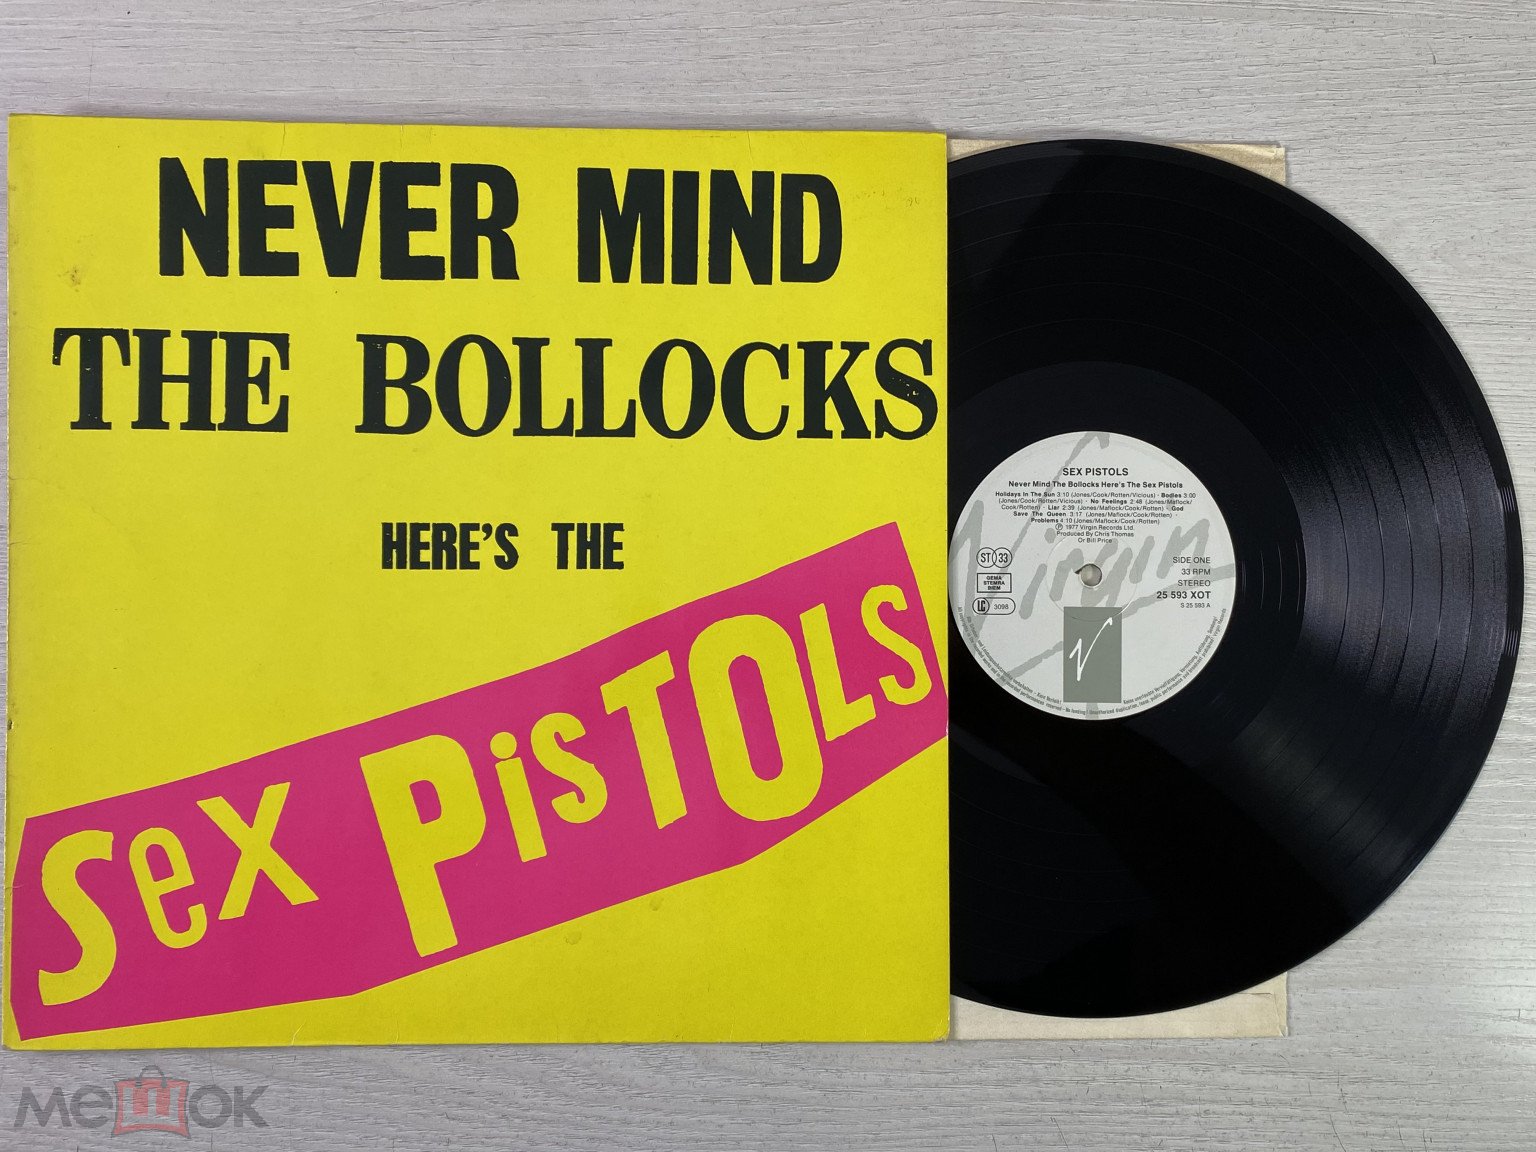 NEVER MIND
THE BOLLOCKS
HERE'S THE
SeX PiSTOLS
SEX PISTOLS
Never Mind The Bollocks Here's The Sex Pistols
Holidays In The Sun 3:10 (Jones/Cook/Rotten/Vicious) · Bodies 3:00
(Jones/Cook/Rotten/Vicious) · No Feelings 2:48 (Jones/Matlock/
Cook/Rotten) · Liar 2:39 (Jones/Matlock/Cook/Rotten) · God
Save The Queen 3:17 (Jones/Matlock/Cook/Rotten) ·
Problems 4:10 (Jones/Matlock/Cook/Rotten)
Ⓟ 1977 Virgin Records Ltd.
Produced By Chris Thomas
Or Bill Price
Virgin
ST 33
GEMA
STEMRA
BIEM
LC 3098
SIDE ONE
33 RPM
STEREO
25 593 XOT
S 25 593 A
V
МешОК